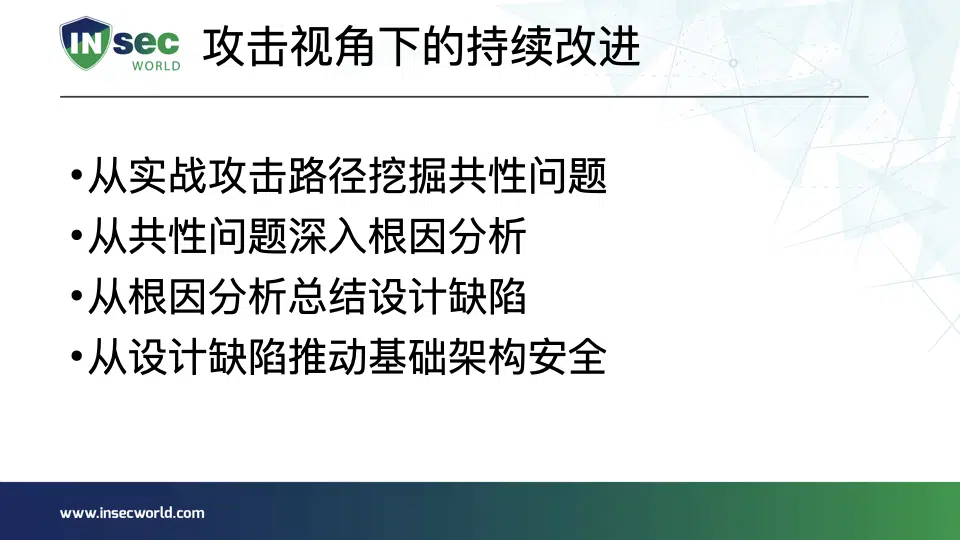 INsec
WORLD
攻击视角下的持续改进
•从实战攻击路径挖掘共性问题
•从共性问题深入根因分析
•从根因分析总结设计缺陷
•从设计缺陷推动基础架构安全
www.insecworld.com